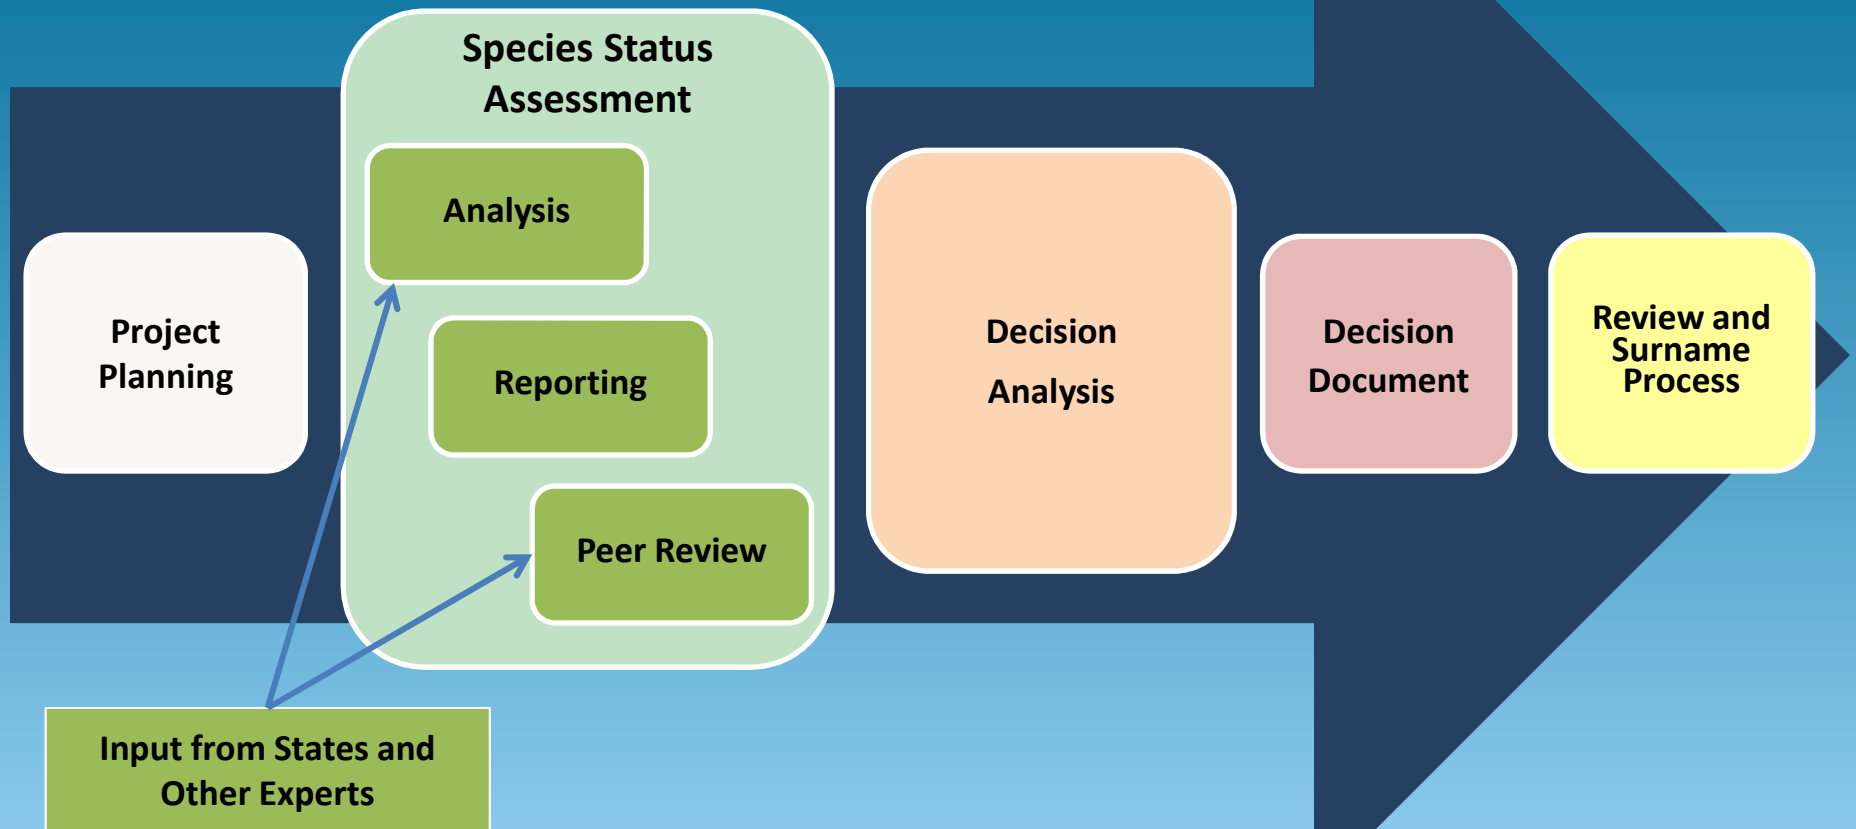 Species Status
Assessment
Analysis
Reporting
Peer Review
Project
Planning
Decision
Analysis
Decision
Document
Review and
Surname
Process
Input from States and
Other Experts